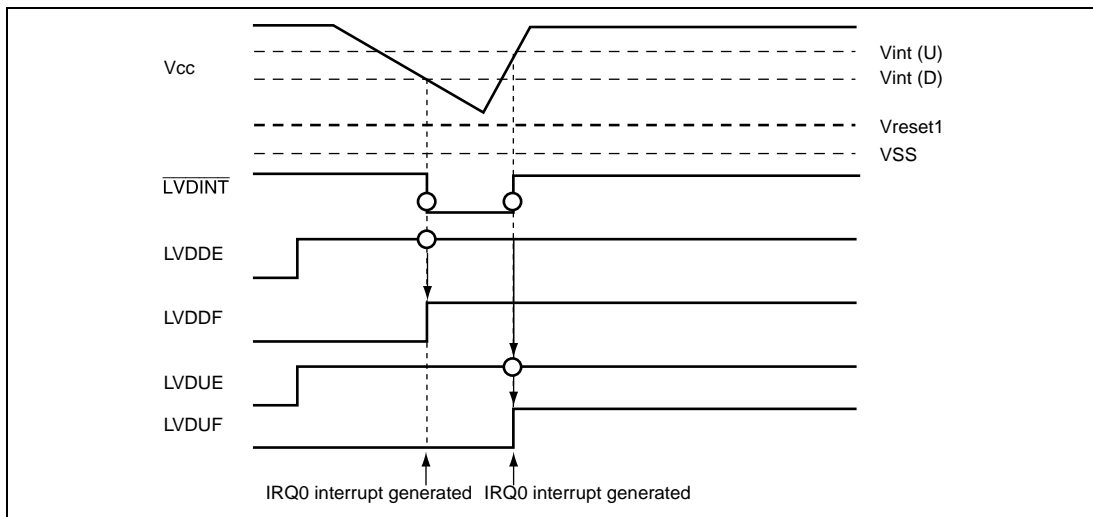 Vcc
Vint (U)
Vint (D)
Vreset1
VSS
LVDINT
LVDDE
LVDDF
LVDUE
LVDUF
IRQ0 interrupt generated IRQ0 interrupt generated